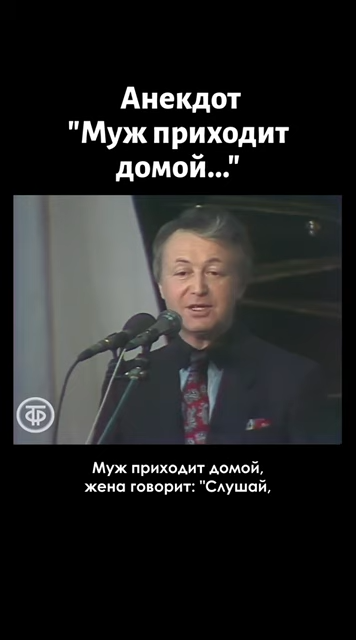 Анекдот
"Муж приходит
домой..."
Муж приходит домой,
жена говорит: "Слушай,